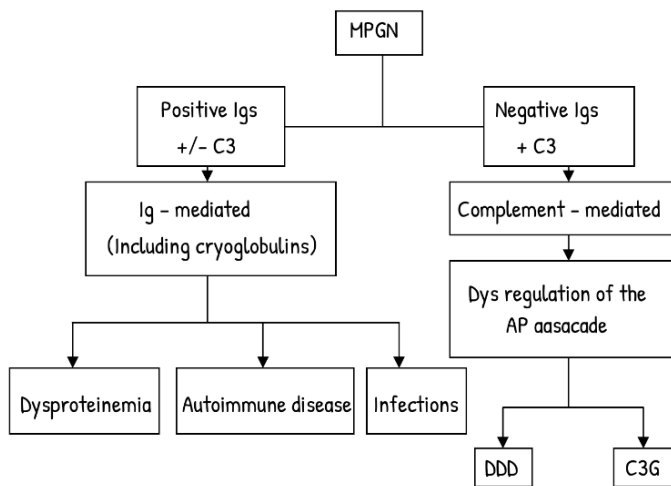 MPGN
Positive Igs
+/- C3
Negative Igs
+ C3
Ig - mediated
(Including cryoglobulins)
Complement - mediated
Dys regulation of the
AP aasacade
Dysproteinemia
Autoimmune disease
Infections
DDD
C3G